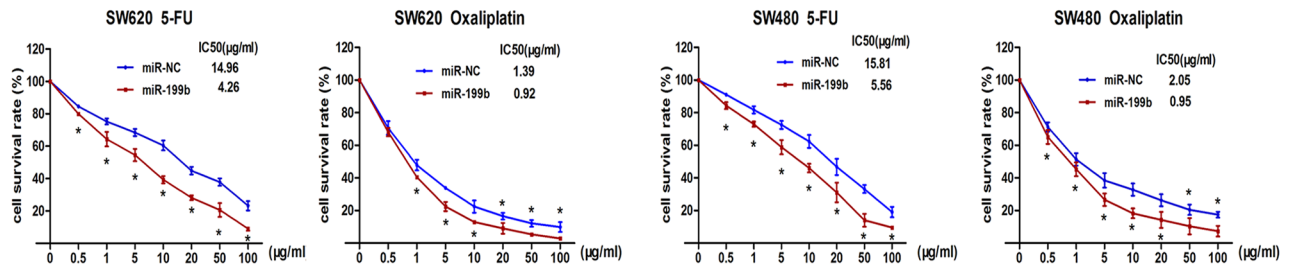 SW620 5-FU
cell survival rate (%)
120
100
80
60
40
20
IC50(µg/ml)
miR-NC 14.96
miR-199b 4.26
* * * * * * *
0 0.5 1 5 10 20 50 100 (µg/ml
SW620 Oxaliplatin
cell survival rate (%)
120
100
80
60
40
20
IC50(µg/ml)
miR-NC 1.39
miR-199b 0.92
* * * * * *
0 0.5 1 5 10 20 50 100 (µg/ml)
SW480 5-FU
cell survival rate (%)
120
100
80
60
40
20
IC50(µg/ml)
miR-NC 15.81
miR-199b 5.56
* * * * * * *
0 0.5 1 5 10 20 50 100 (µg/ml)
SW480 Oxaliplatin
cell survival rate (%)
120
100
80
60
40
20
IC50(µg/ml)
miR-NC 2.05
miR-199b 0.95
* * * * * * *
0 0.5 1 5 10 20 50 100 (µg/ml)